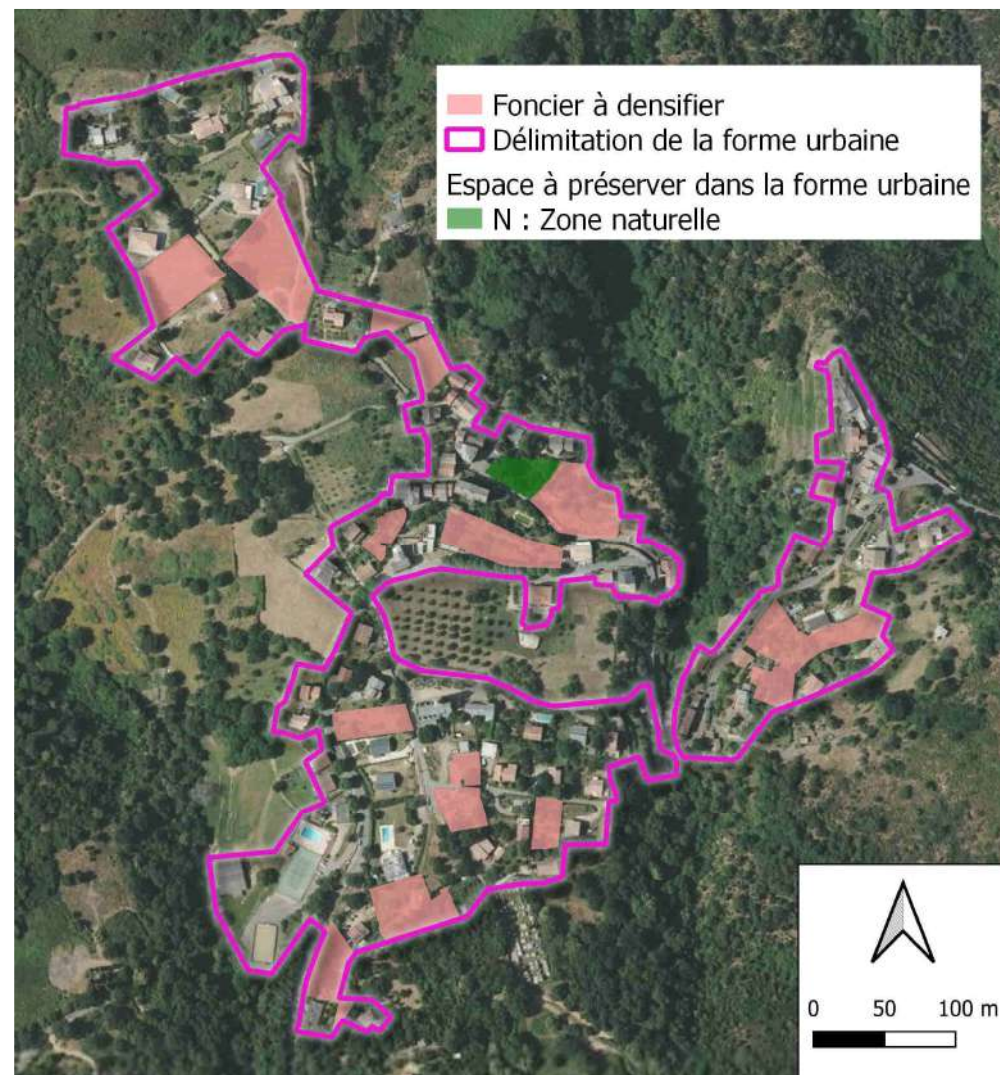 Foncier à densifier
Délimitation de la forme urbaine
Espace à préserver dans la forme urbaine
N : Zone naturelle
0 50 100 m